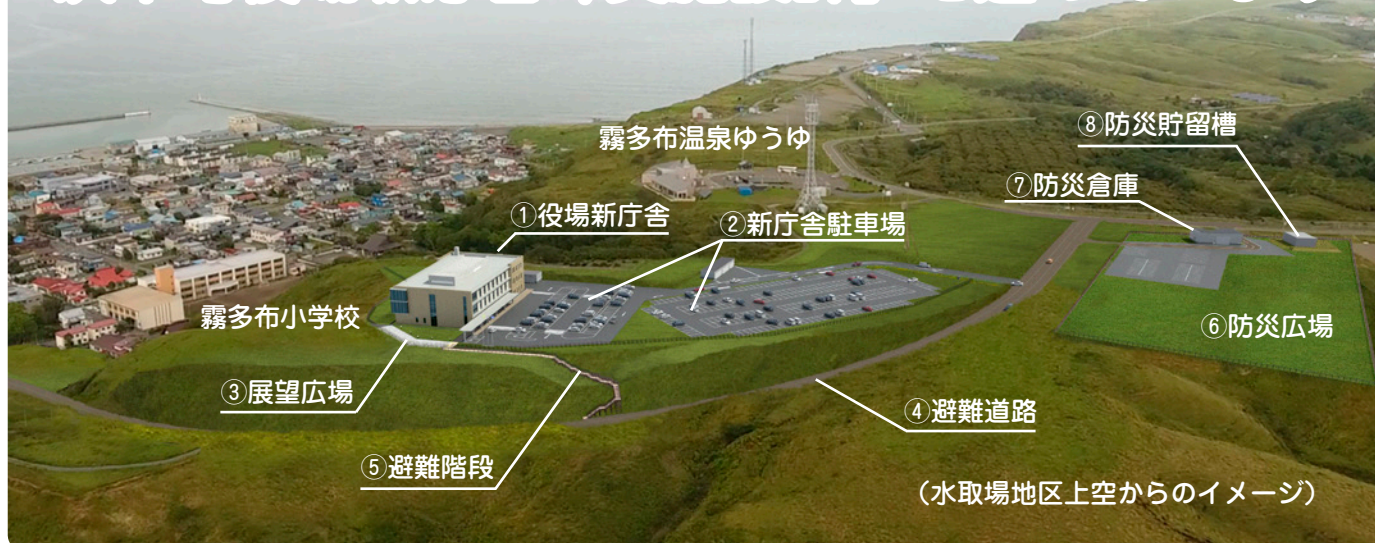 霧多布温泉ゆうゆ
⑧防災貯留槽
⑦防災倉庫
①役場新庁舎
②新庁舎駐車場
霧多布小学校
⑥防災広場
③展望広場
④避難道路
⑤避難階段
（水取場地区上空からのイメージ）